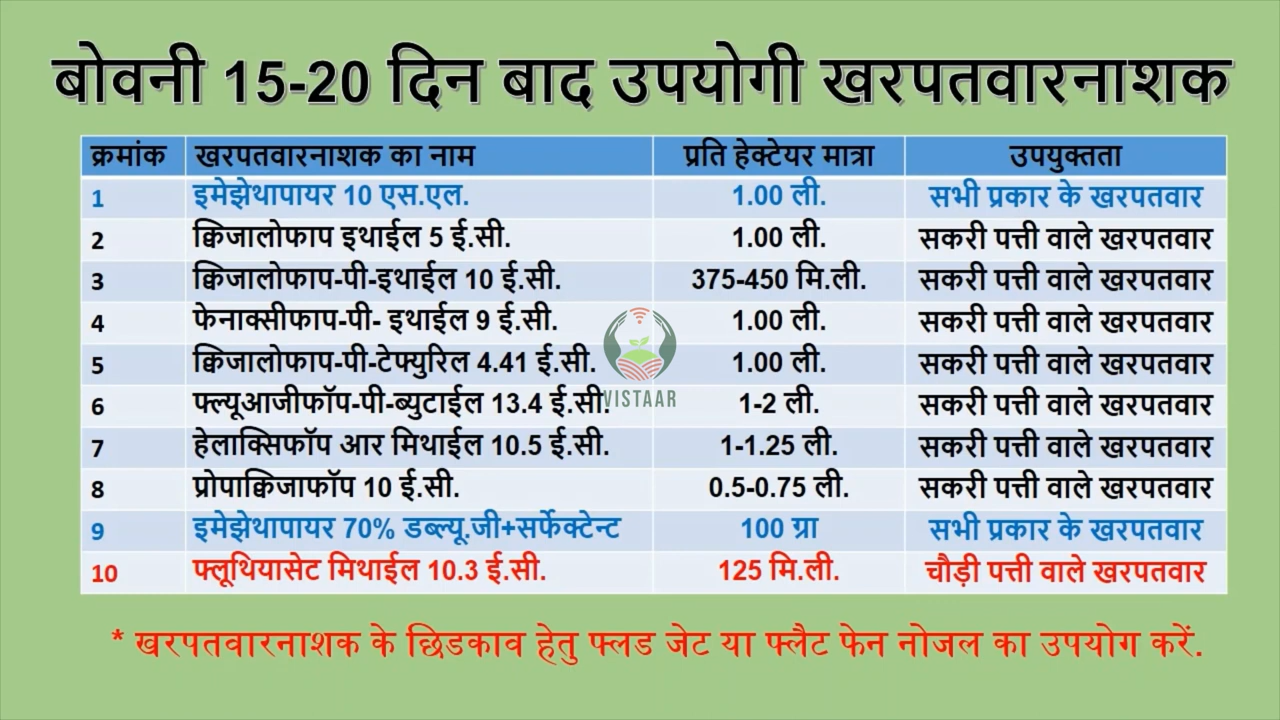 बोवनी 15-20 दिन बाद उपयोगी खरपतवारनाशक
क्रमांक खरपतवारनाशक का नाम प्रति हेक्टेयर मात्रा उपयुक्तता
1 इमेझेथापायर 10 एस.एल. 1.00 ली. सभी प्रकार के खरपतवार
2 क्विजालोफाप इथाईल 5 ई.सी. 1.00 ली. सकरी पत्ती वाले खरपतवार
3 क्विजालोफाप-पी-इथाईल 10 ई.सी. 375-450 मि.ली. सकरी पत्ती वाले खरपतवार
4 फेनाक्सीफाप-पी- इथाईल 9 ई.सी. 1.00 ली. सकरी पत्ती वाले खरपतवार
5 क्विजालोफाप-पी-टेफ्युरिल 4.41 ई.सी. 1.00 ली. सकरी पत्ती वाले खरपतवार
6 फ्ल्यूआजीफॉप-पी-ब्युटाईल 13.4 ई.सी. 1-2 ली. सकरी पत्ती वाले खरपतवार
VISTAAR
7 हेलाक्सिफॉप आर मिथाईल 10.5 ई.सी. 1-1.25 ली. सकरी पत्ती वाले खरपतवार
8 प्रोपाक्विजाफॉप 10 ई.सी. 0.5-0.75 ली. सकरी पत्ती वाले खरपतवार
9 इमेझेथापायर 70% डब्ल्यू.जी+सर्फेक्टेन्ट 100 ग्रा सभी प्रकार के खरपतवार
10 फ्लूथियासेट मिथाईल 10.3 ई.सी. 125 मि.ली. चौड़ी पत्ती वाले खरपतवार
* खरपतवारनाशक के छिडकाव हेतु फ्लड जेट या फ्लैट फेन नोजल का उपयोग करें.